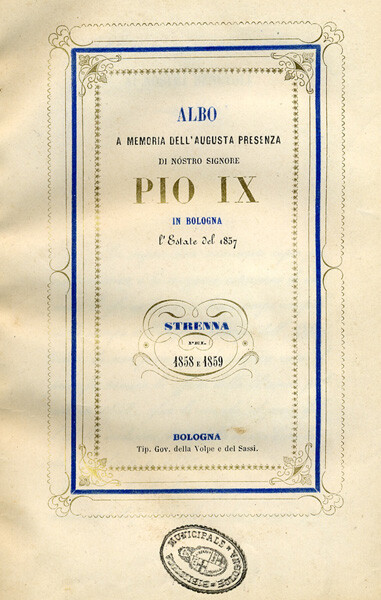 ALBO
A MEMORIA DELL'AUGUSTA PRESENZA
DI NOSTRO SIGNORE
PIO IX
IN BOLOGNA
l'Estate del 1857
STRENNA
PEL
1858 E 1859
BOLOGNA
Tip. Gov. della Volpe e del Sassi.
MUNICIPALE